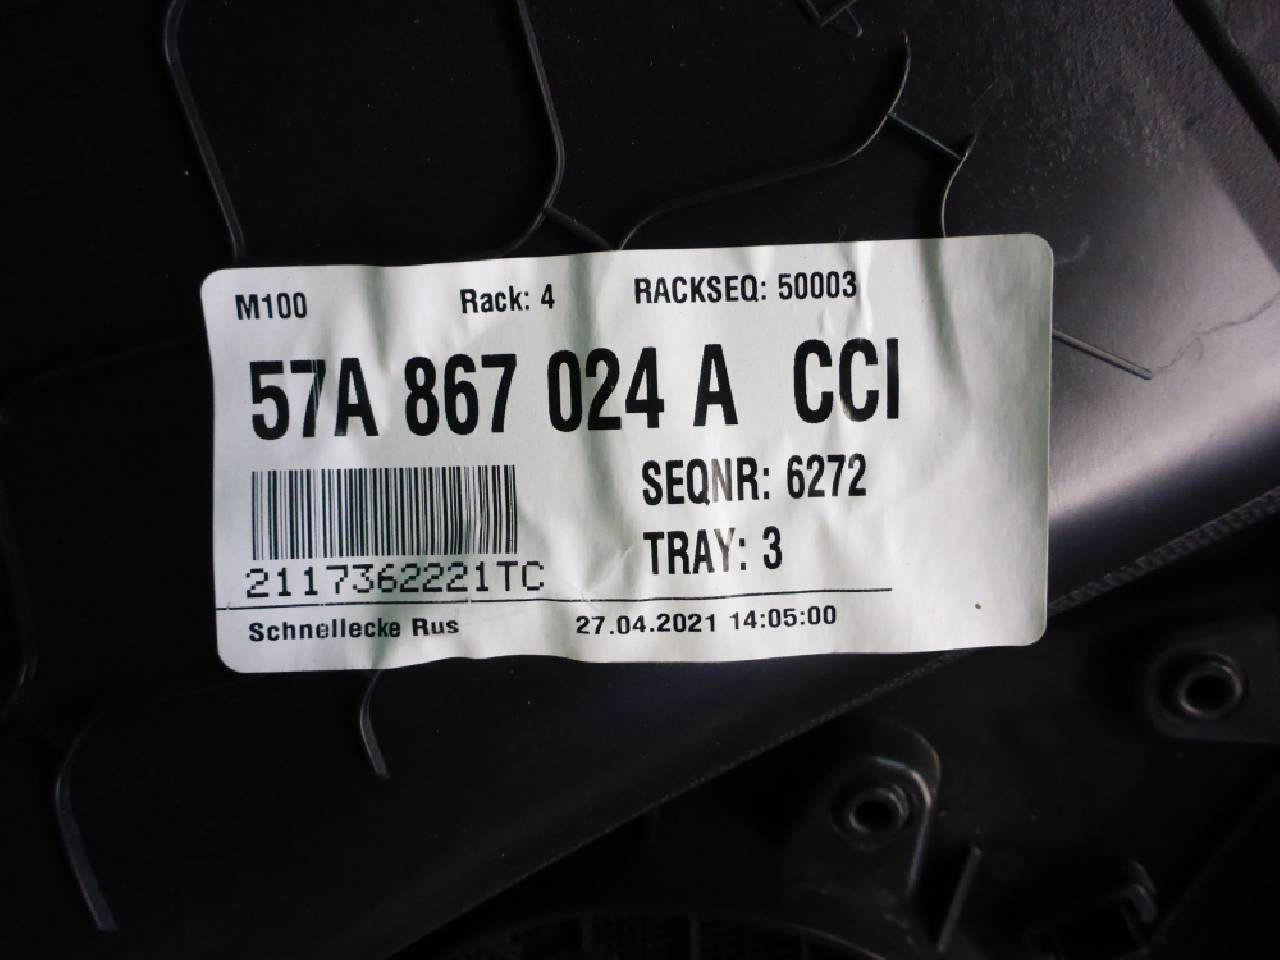 M100 Rack: 4 RACKSEQ: 50003
57A 867 024 A CCI
SEQNR: 6272
TRAY: 3
2117362221TC
Schnellecke Rus 27.04.2021 14:05:00